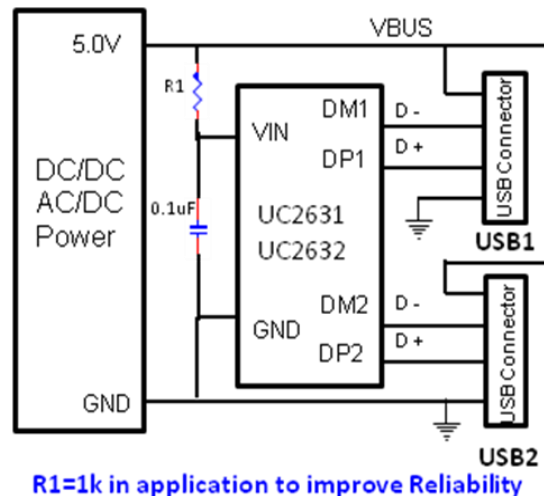 5.0V
VBUS
R1
DC/DC
AC/DC
Power
0.1uF
VIN
DM1
DP1
UC2631
UC2632
GND
DM2
DP2
D -
D +
USB Connector
USB1
D -
D +
USB Connector
GND
USB2
R1=1k in application to improve Reliability